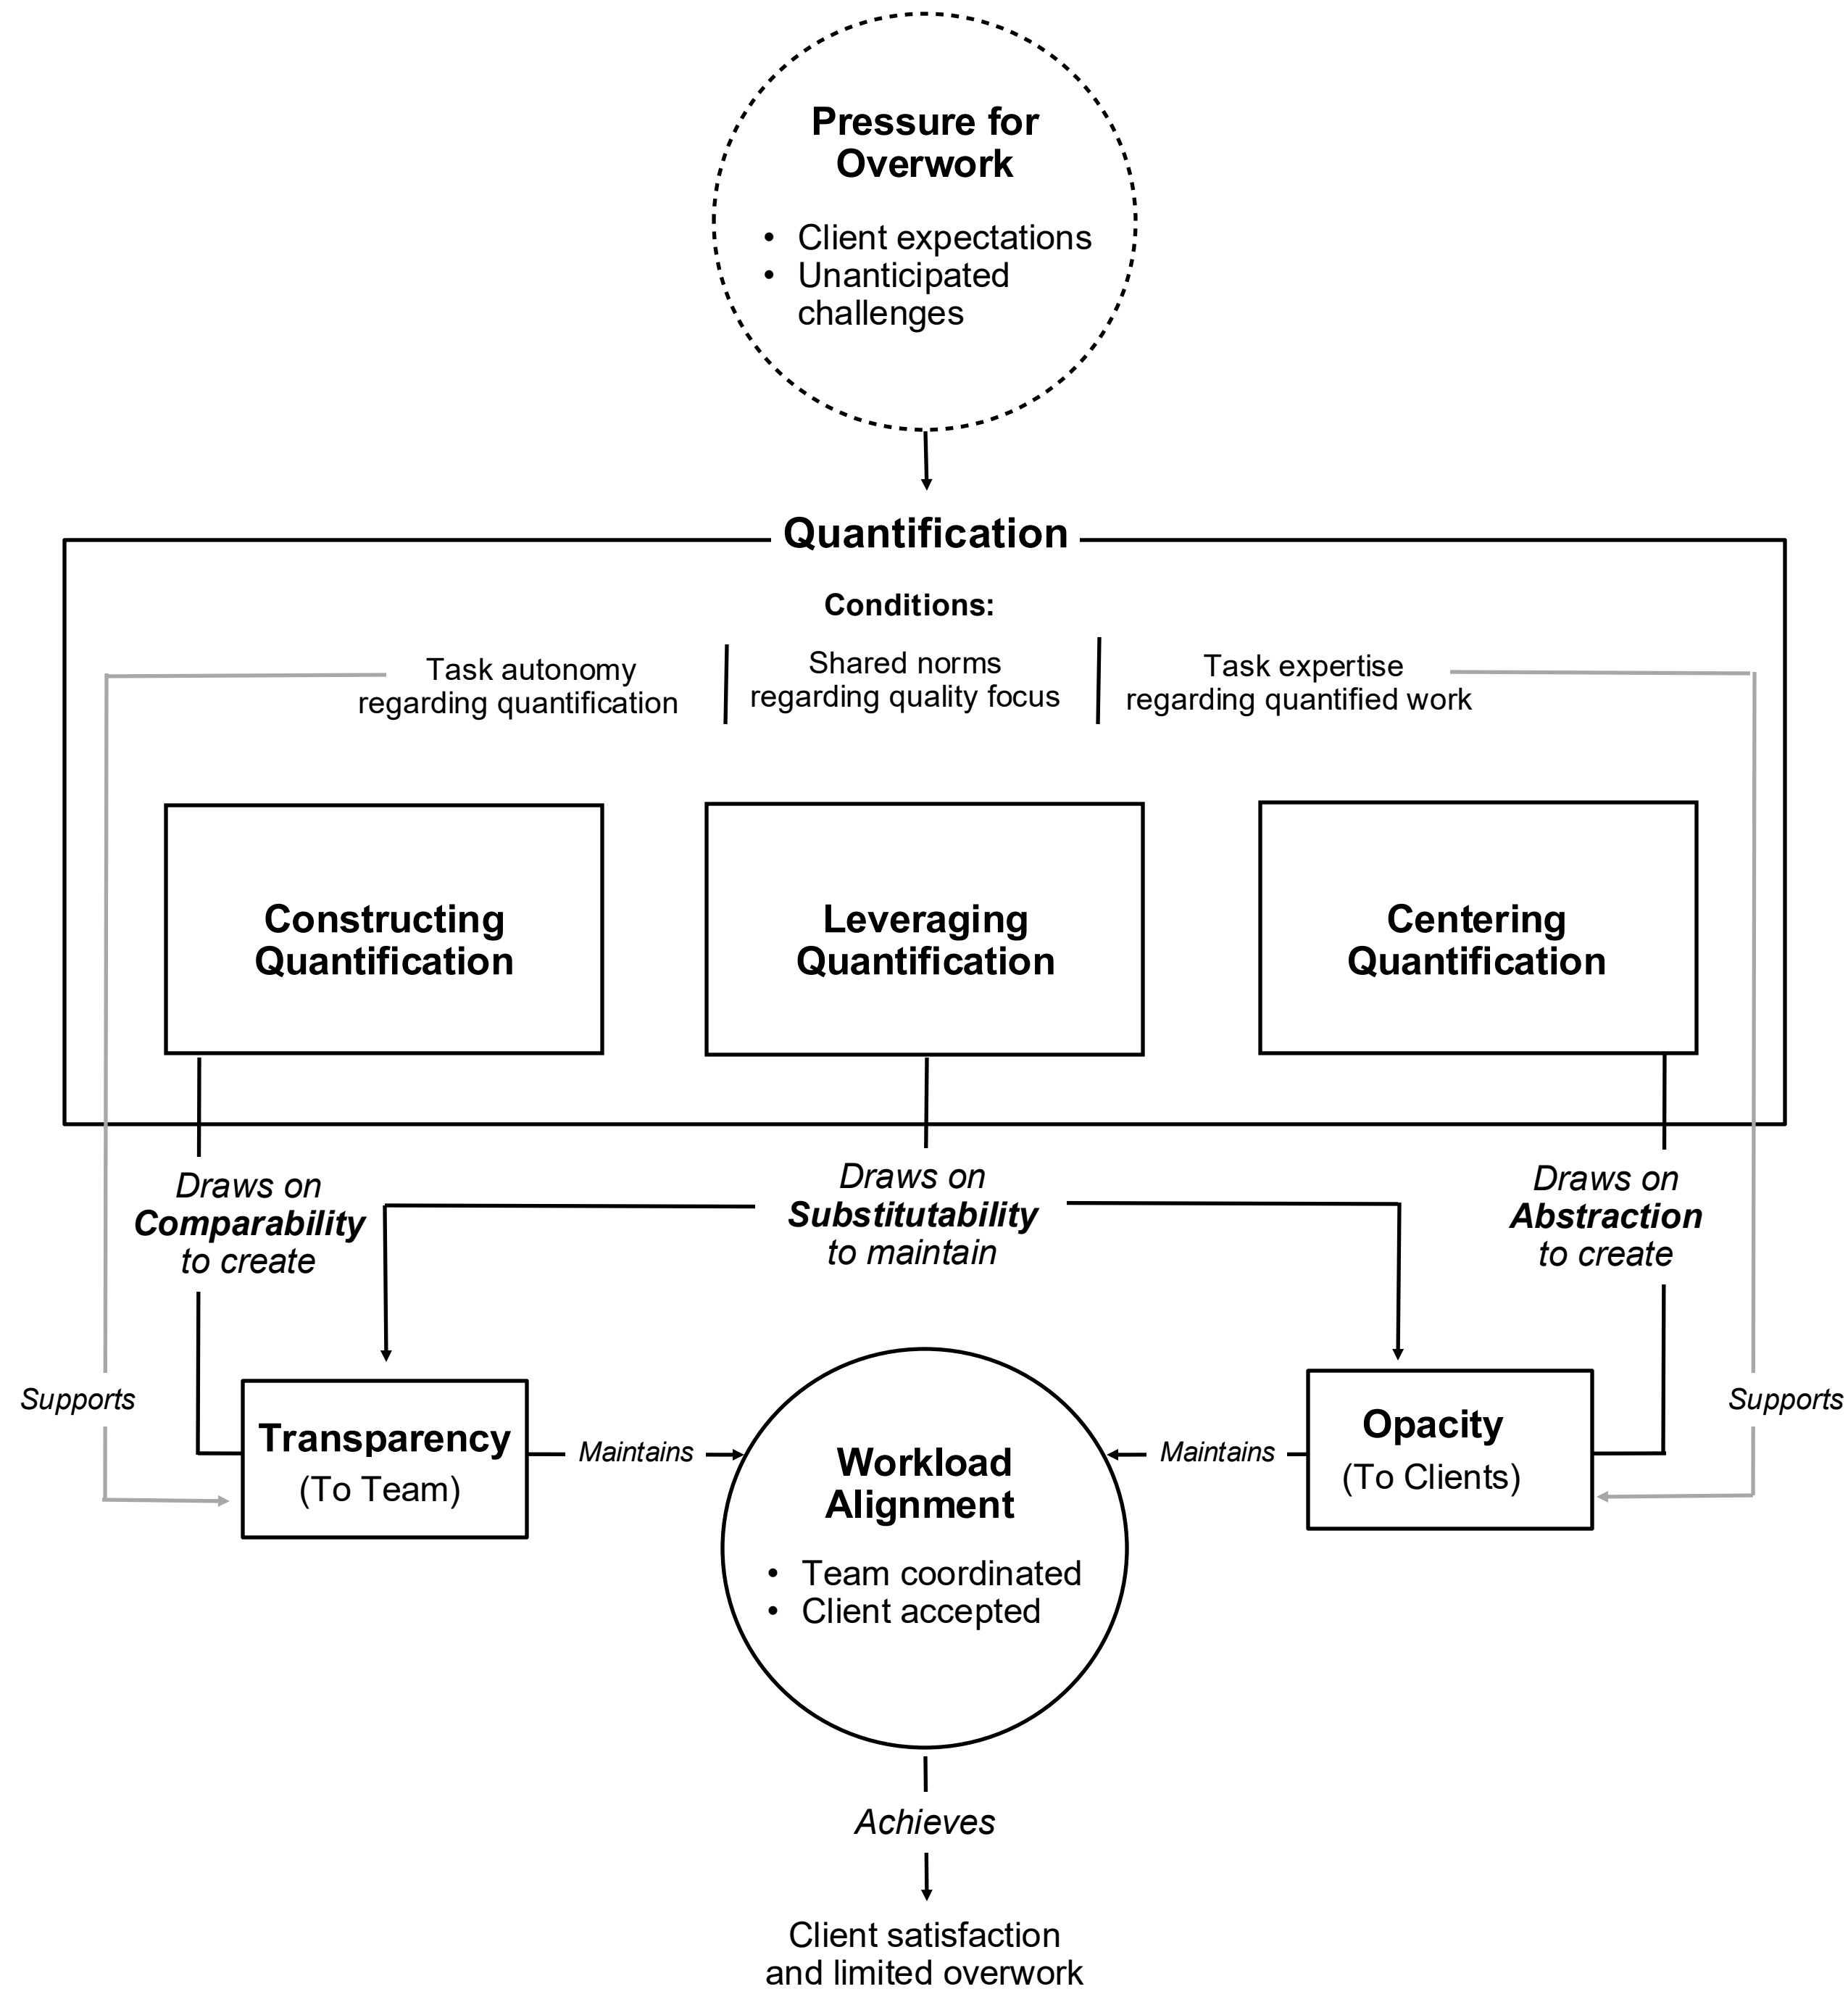 Pressure for
Overwork
• Client expectations
• Unanticipated
challenges
Quantification
Conditions:
Task autonomy
regarding quantification
Shared norms
regarding quality focus
Task expertise
regarding quantified work
Constructing
Quantification
Leveraging
Quantification
Centering
Quantification
Draws on
Comparability
to create
Draws on
Substitutability
to maintain
Draws on
Abstraction
to create
Supports
Transparency
(To Team)
Maintains
Workload
Alignment
• Team coordinated
• Client accepted
Maintains
Opacity
(To Clients)
Supports
Achieves
Client satisfaction
and limited overwork